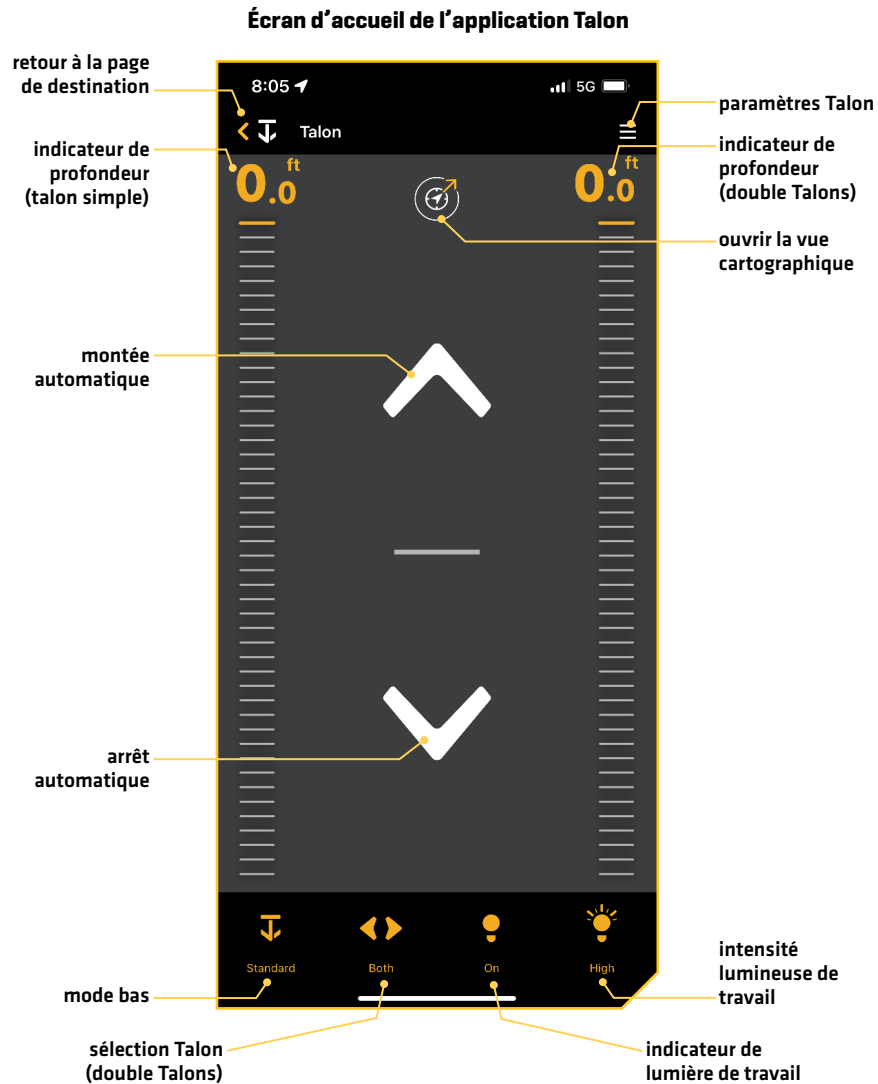 Écran d'accueil de l'application Talon
retour à la page
de destination
8:05
5G
Talon
paramètres Talon
indicateur de
profondeur
(talon simple)
0.0 ft
0.0 ft
indicateur de
profondeur
(double Talons)
ouvrir la vue
cartographique
montée
automatique
arrêt
automatique
Standard
Both
On
High
mode bas
intensité
lumineuse de
travail
sélection Talon
(double Talons)
indicateur de
lumière de travail